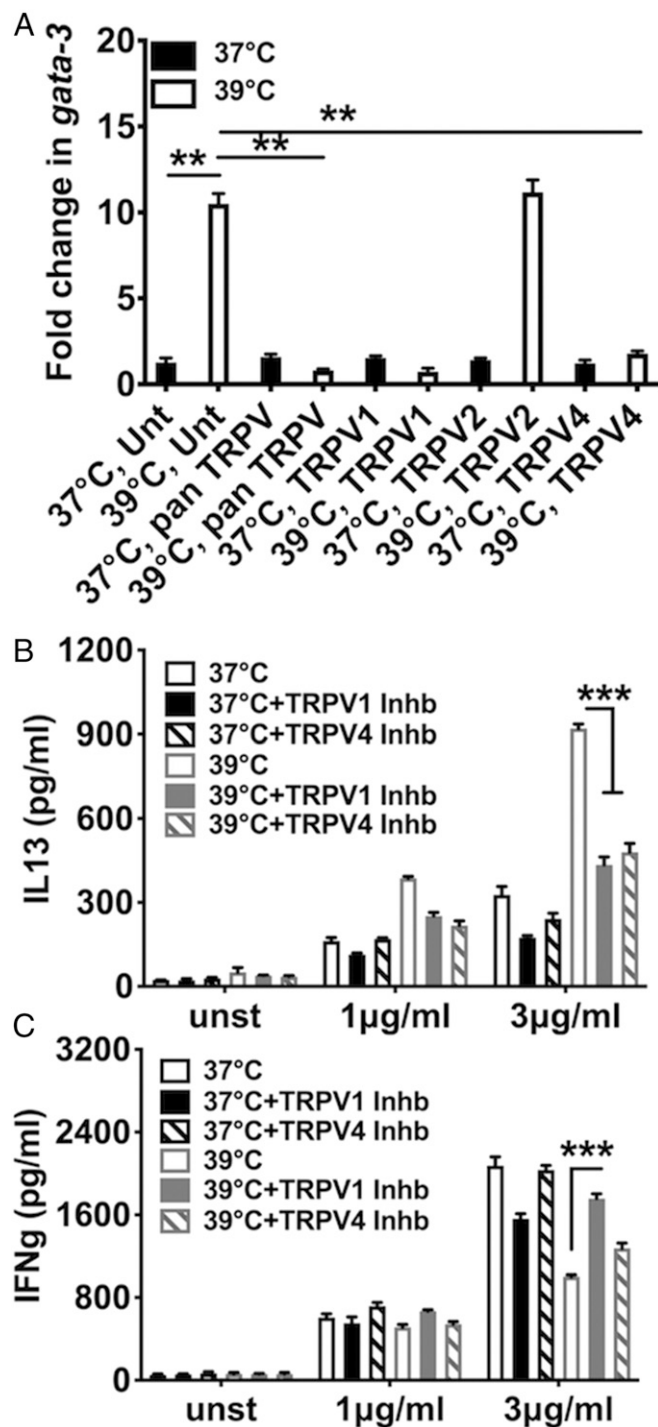 A
Fold change in gata-3
20
15
10
5
0
37°C
39°C
**
**
**
37°C, Unt
39°C, Unt
37°C, pan TRPV
39°C, pan TRPV
37°C, TRPV1
39°C, TRPV1
37°C, TRPV2
39°C, TRPV2
37°C, TRPV4
39°C, TRPV4
B
IL13 (pg/ml)
1200
900
600
300
0
37°C
37°C+TRPV1 Inhb
37°C+TRPV4 Inhb
39°C
39°C+TRPV1 Inhb
39°C+TRPV4 Inhb
***
unst
1µg/ml
3µg/ml
C
IFNg (pg/ml)
3200
2400
1600
800
0
37°C
37°C+TRPV1 Inhb
37°C+TRPV4 Inhb
39°C
39°C+TRPV1 Inhb
39°C+TRPV4 Inhb
***
unst
1µg/ml
3µg/ml